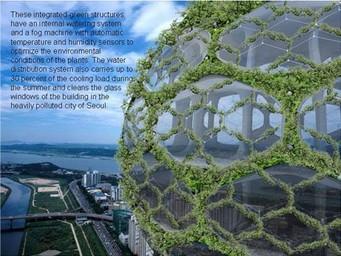 These integrated green structures
have an internal watering system
and a fog machine with automatic
temperature and humidity sensors to
optimize the environmental
conditions of the plants. The water
distribution system also carries up to
30 percent of the cooling load during
the summer and cleans the glass
windows of the building in the
heavily polluted city of Seoul